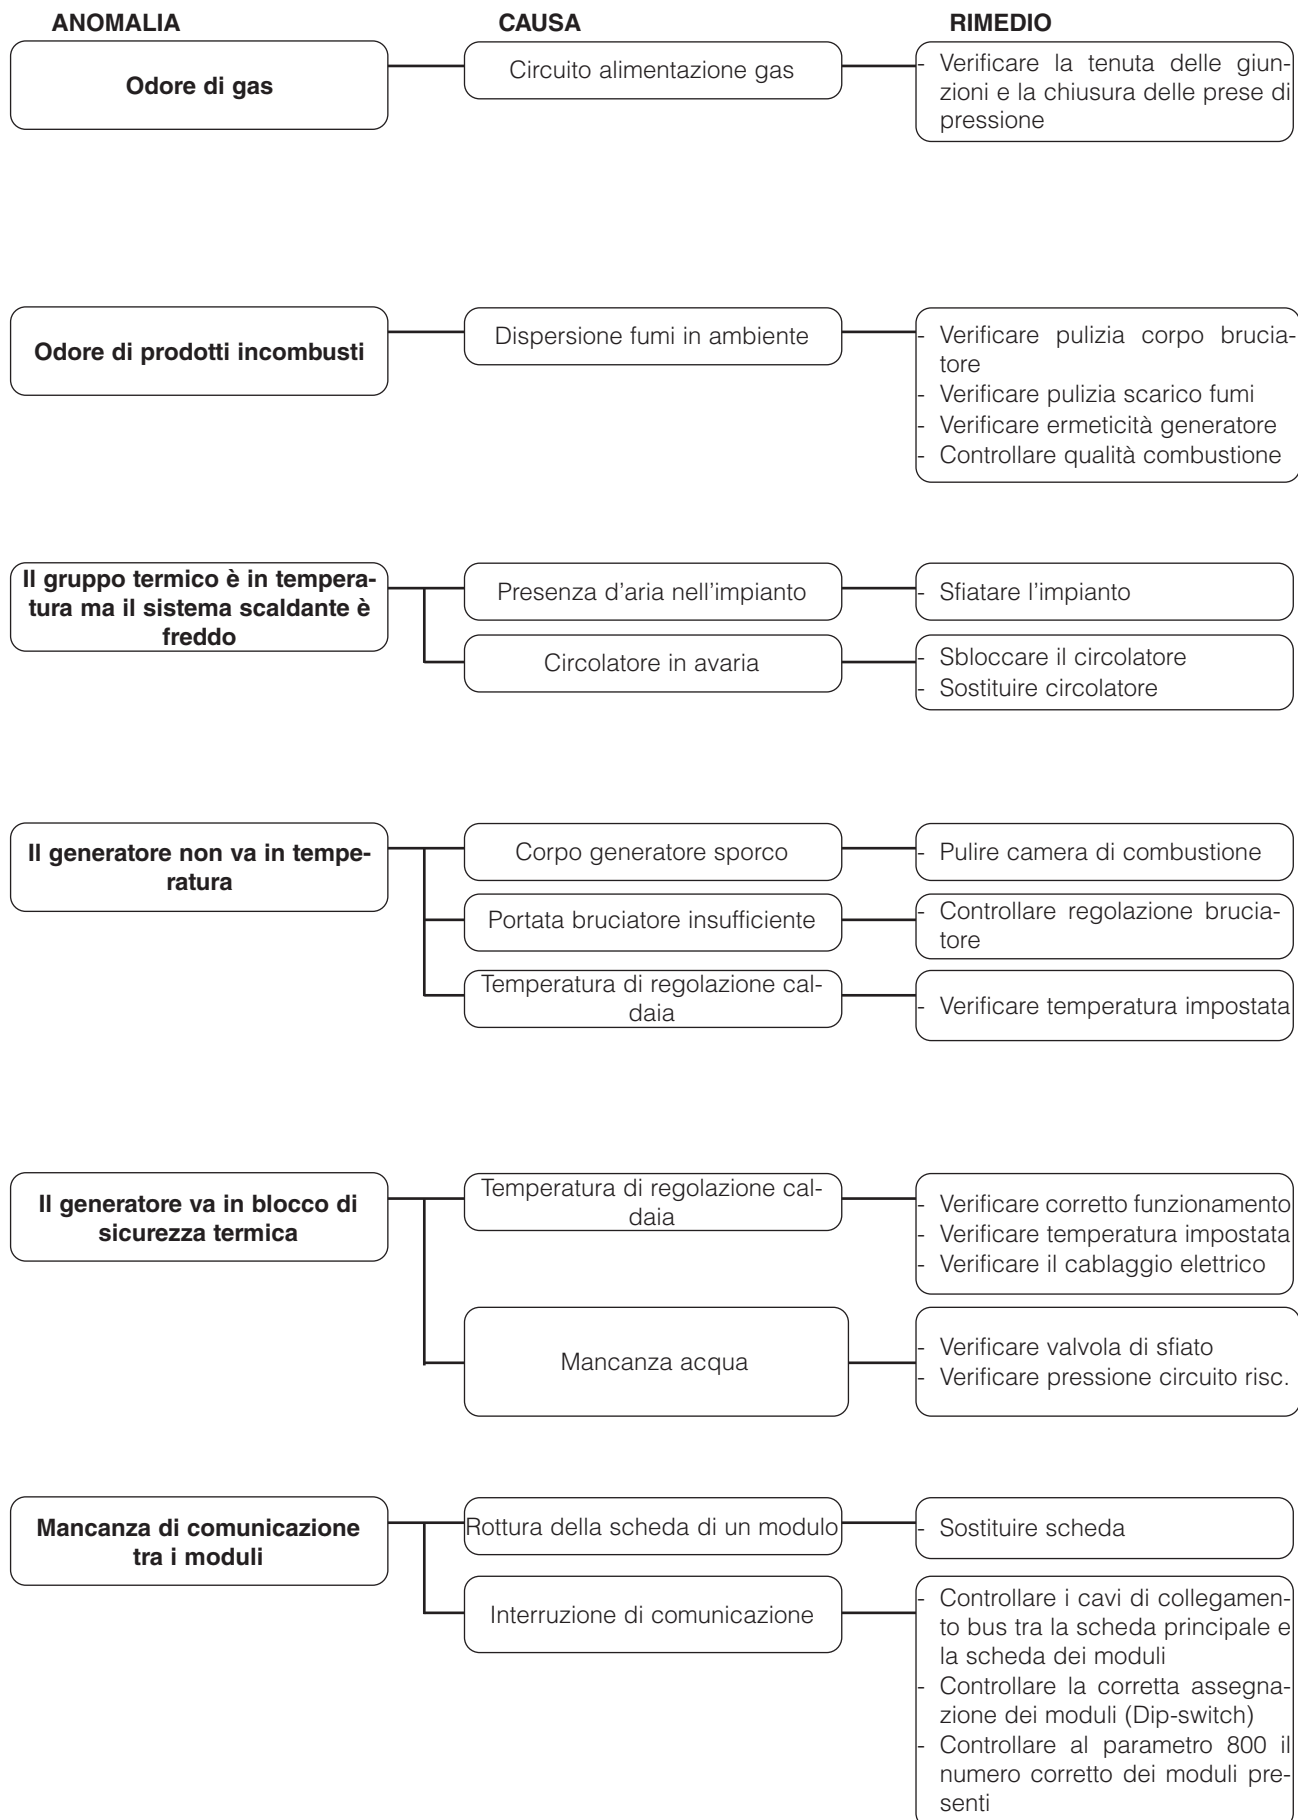 ANOMALIA CAUSA RIMEDIO
Odore di gas
Circuito alimentazione gas
- Verificare la tenuta delle giun-
zioni e la chiusura delle prese di
pressione
Odore di prodotti incombusti
Dispersione fumi in ambiente
- Verificare pulizia corpo brucia-
tore
- Verificare pulizia scarico fumi
- Verificare ermeticità generatore
- Controllare qualità combustione
Il gruppo termico è in tempera-
tura ma il sistema scaldante è
freddo
Presenza d'aria nell'impianto
- Sfiatare l'impianto
Circolatore in avaria
- Sbloccare il circolatore
- Sostituire circolatore
Il generatore non va in tempe-
ratura
Corpo generatore sporco
- Pulire camera di combustione
Portata bruciatore insufficiente
- Controllare regolazione brucia-
tore
Temperatura di regolazione cal-
daia
- Verificare temperatura impostata
Il generatore va in blocco di
sicurezza termica
Temperatura di regolazione cal-
daia
- Verificare corretto funzionamento
- Verificare temperatura impostata
- Verificare il cablaggio elettrico
Mancanza acqua
- Verificare valvola di sfiato
- Verificare pressione circuito risc.
Mancanza di comunicazione
tra i moduli
Rottura della scheda di un modulo
- Sostituire scheda
Interruzione di comunicazione
- Controllare i cavi di collegamen-
to bus tra la scheda principale e
la scheda dei moduli
- Controllare la corretta assegna-
zione dei moduli (Dip-switch)
- Controllare al parametro 800 il
numero corretto dei moduli pre-
senti